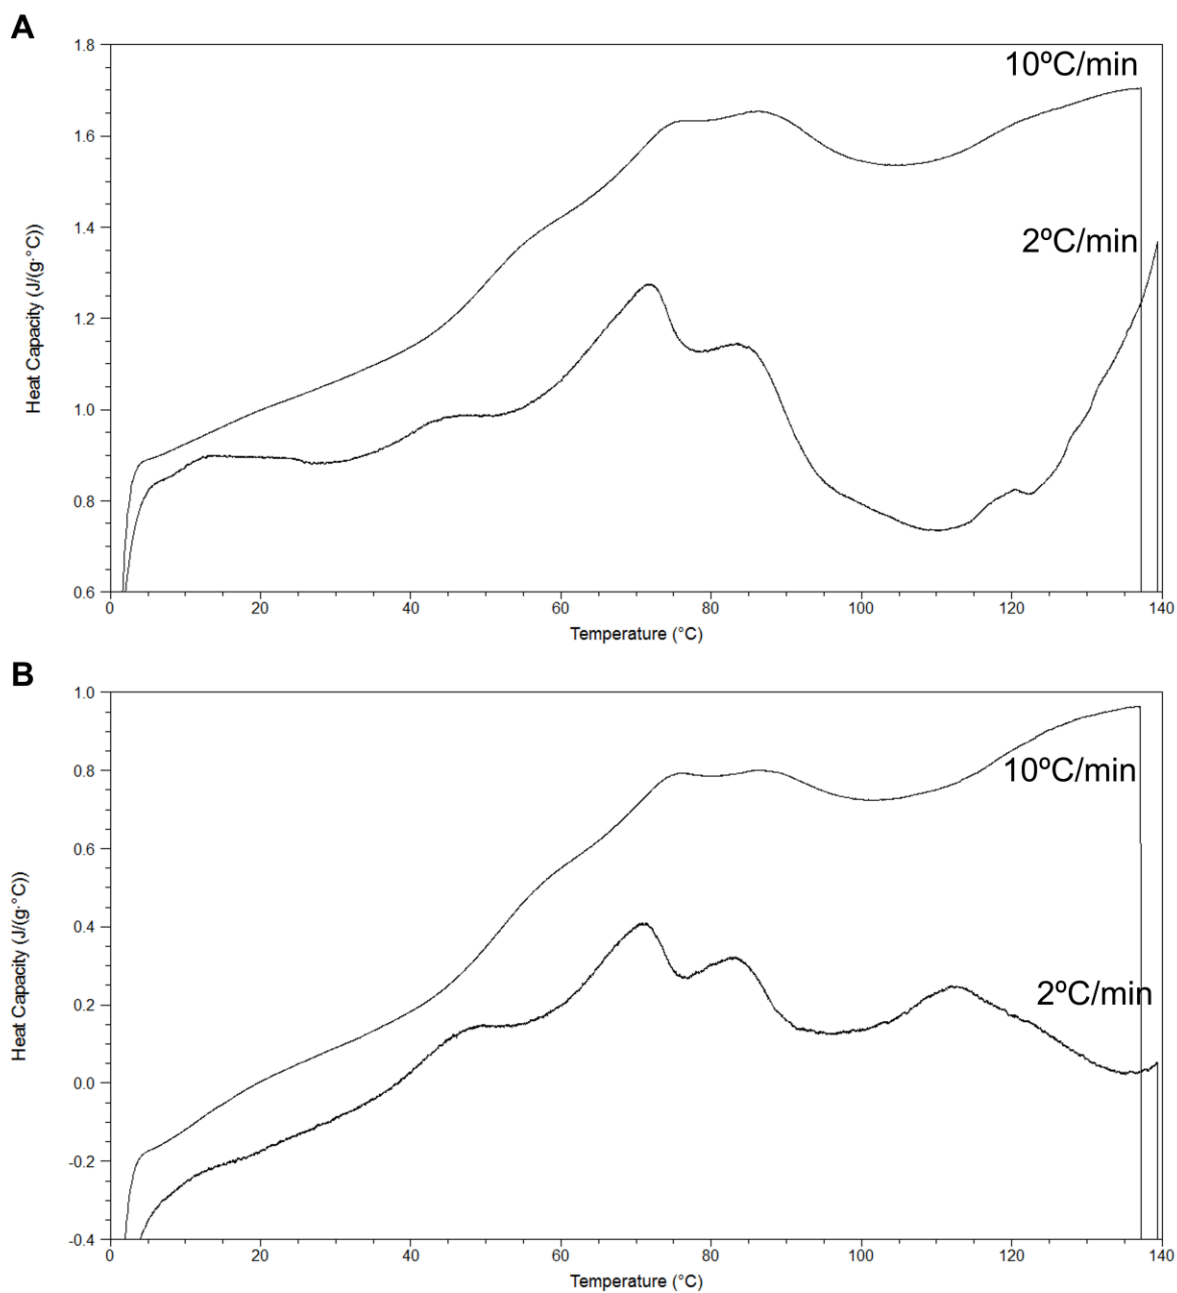 A
1.8
10ºC/min
1.6
1.4
2ºC/min
1.2
1.0
0.8
0.6
Heat Capacity (J/(g·°C))
0 20 40 60 80 100 120 140
Temperature (°C)
B
1.0
0.8
10ºC/min
0.6
0.4
0.2
2ºC/min
0.0
-0.2
-0.4
Heat Capacity (J/(g·°C))
0 20 40 60 80 100 120 140
Temperature (°C)